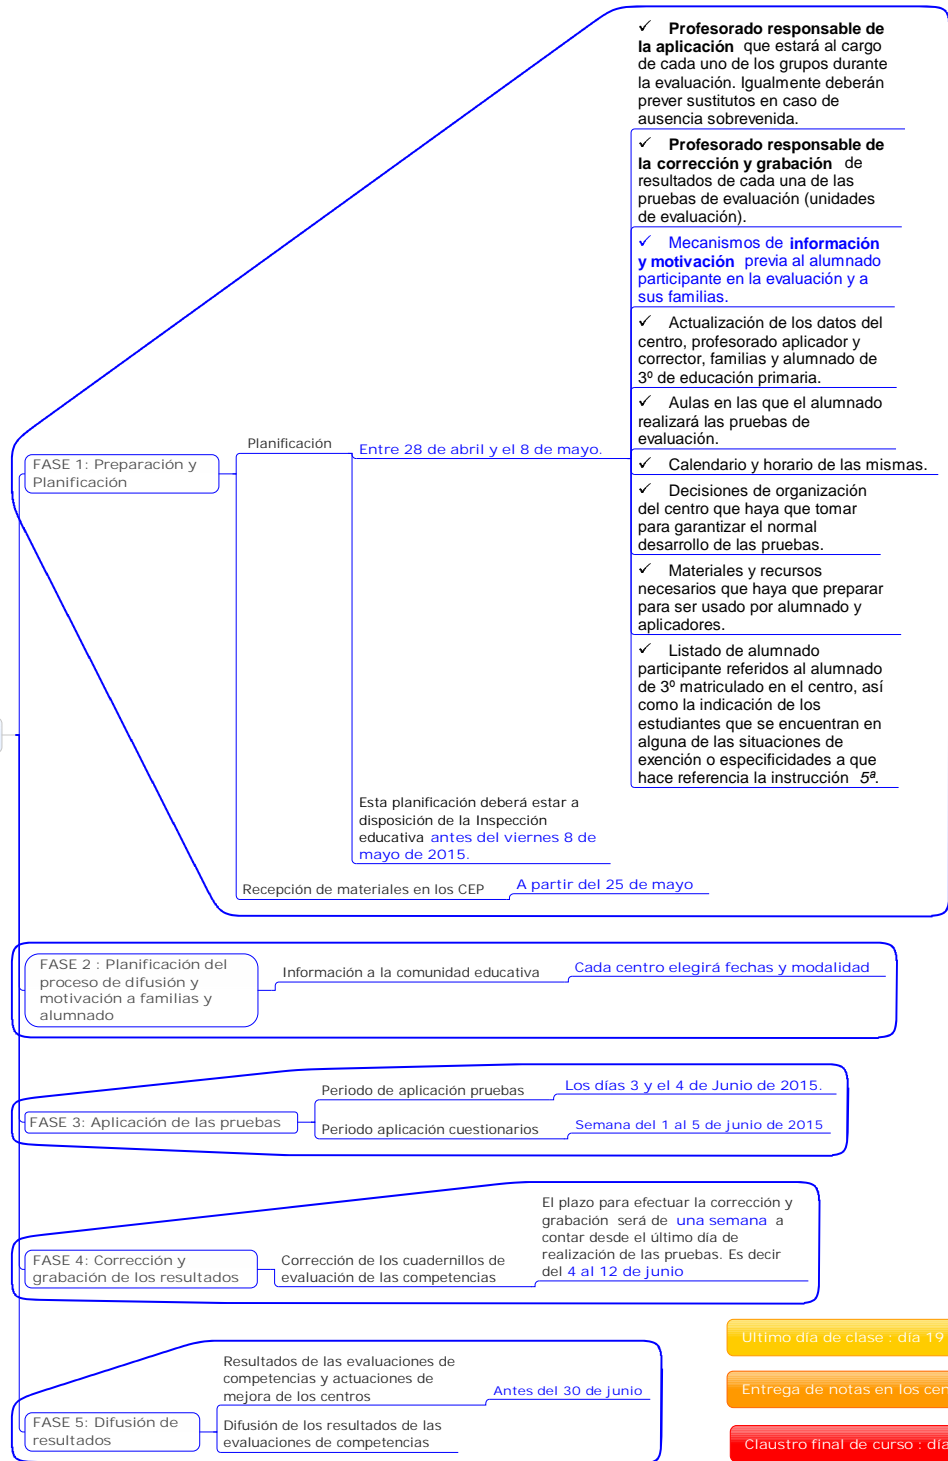 ✓ Profesorado responsable de
la aplicación que estará al cargo
de cada uno de los grupos durante
la evaluación. Igualmente deberán
prever sustitutos en caso de
ausencia sobrevenida.
✓ Profesorado responsable de
la corrección y grabación de
resultados de cada una de las
pruebas de evaluación (unidades
de evaluación).
✓ Mecanismos de información
y motivación previa al alumnado
participante en la evaluación y a
sus familias.
✓ Actualización de los datos del
centro, profesorado aplicador y
corrector, familias y alumnado de
3º de educación primaria.
✓ Aulas en las que el alumnado
realizará las pruebas de
evaluación.
✓ Calendario y horario de las mismas.
✓ Decisiones de organización
del centro que haya que tomar
para garantizar el normal
desarrollo de las pruebas.
✓ Materiales y recursos
necesarios que haya que preparar
para ser usado por alumnado y
aplicadores.
✓ Listado de alumnado
participante referidos al alumnado
de 3º matriculado en el centro, así
como la indicación de los
estudiantes que se encuentran en
alguna de las situaciones de
exención o especificidades a que
hace referencia la instrucción 5ª.
Planificación
Entre 28 de abril y el 8 de mayo.
FASE 1: Preparación y
Planificación
Esta planificación deberá estar a
disposición de la Inspección
educativa antes del viernes 8 de
mayo de 2015.
Recepción de materiales en los CEP
A partir del 25 de mayo
FASE 2 : Planificación del
proceso de difusión y
motivación a familias y
alumnado
Información a la comunidad educativa
Cada centro elegirá fechas y modalidad
FASE 3: Aplicación de las pruebas
Periodo de aplicación pruebas
Los días 3 y el 4 de Junio de 2015.
Periodo aplicación cuestionarios
Semana del 1 al 5 de junio de 2015
FASE 4: Corrección y
grabación de los resultados
Corrección de los cuadernillos de
evaluación de las competencias
El plazo para efectuar la corrección y
grabación será de una semana a
contar desde el último día de
realización de las pruebas. Es decir
del 4 al 12 de junio
FASE 5: Difusión de
resultados
Resultados de las evaluaciones de
competencias y actuaciones de
mejora de los centros
Antes del 30 de junio
Difusión de los resultados de las
evaluaciones de competencias
Ultimo día de clase : día 19
Entrega de notas en los cen
Claustro final de curso : día